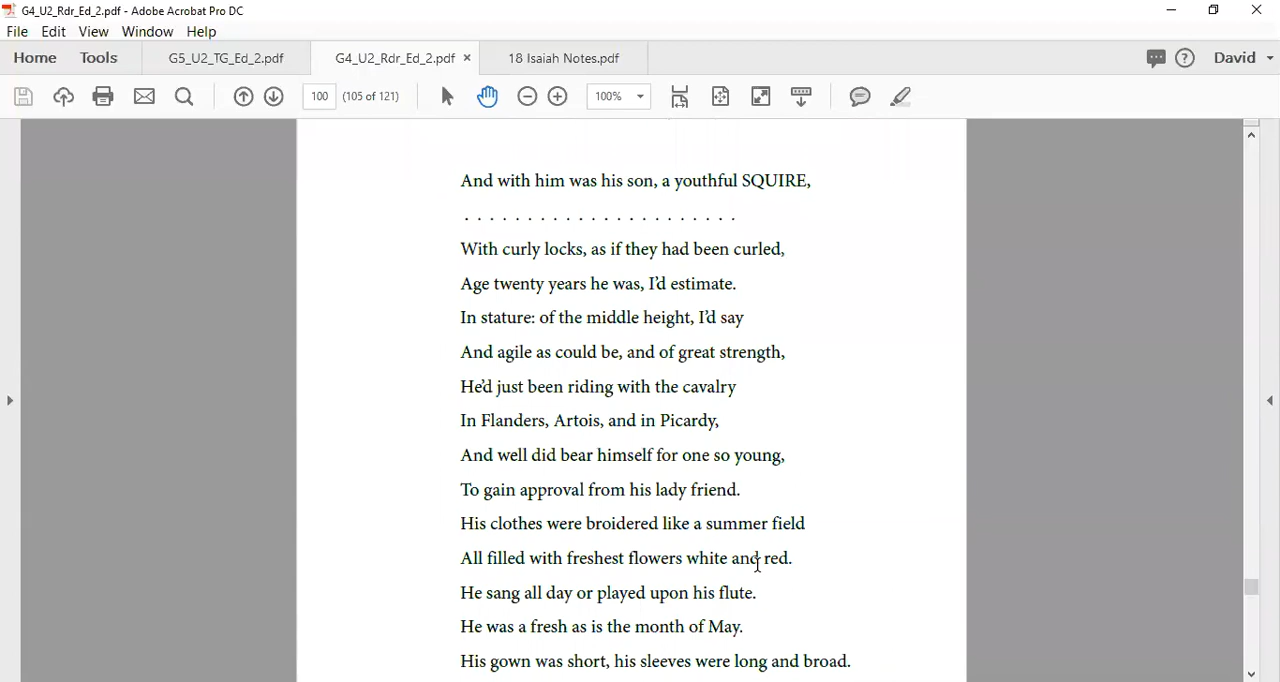 G4_U2_Rdr_Ed_2.pdf - Adobe Acrobat Pro DC
File Edit View Window Help
Home Tools G5_U2_TG_Ed_2.pdf G4_U2_Rdr_Ed_2.pdf × 18 Isaiah Notes.pdf David
100 (105 of 121) 100%
And with him was his son, a youthful SQUIRE,
. . . . . . . . . . . . . . . . . . . . . .
With curly locks, as if they had been curled,
Age twenty years he was, I’d estimate.
In stature: of the middle height, I’d say
And agile as could be, and of great strength,
He’d just been riding with the cavalry
In Flanders, Artois, and in Picardy,
And well did bear himself for one so young,
To gain approval from his lady friend.
His clothes were broidered like a summer field
All filled with freshest flowers white and red.
He sang all day or played upon his flute.
He was a fresh as is the month of May.
His gown was short, his sleeves were long and broad.